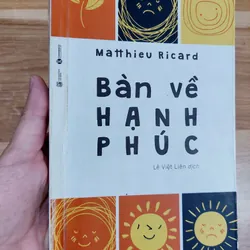 Matthieu Ricard
Bàn về
HẠNH
PHÚC
Lê Việt Liên dịch